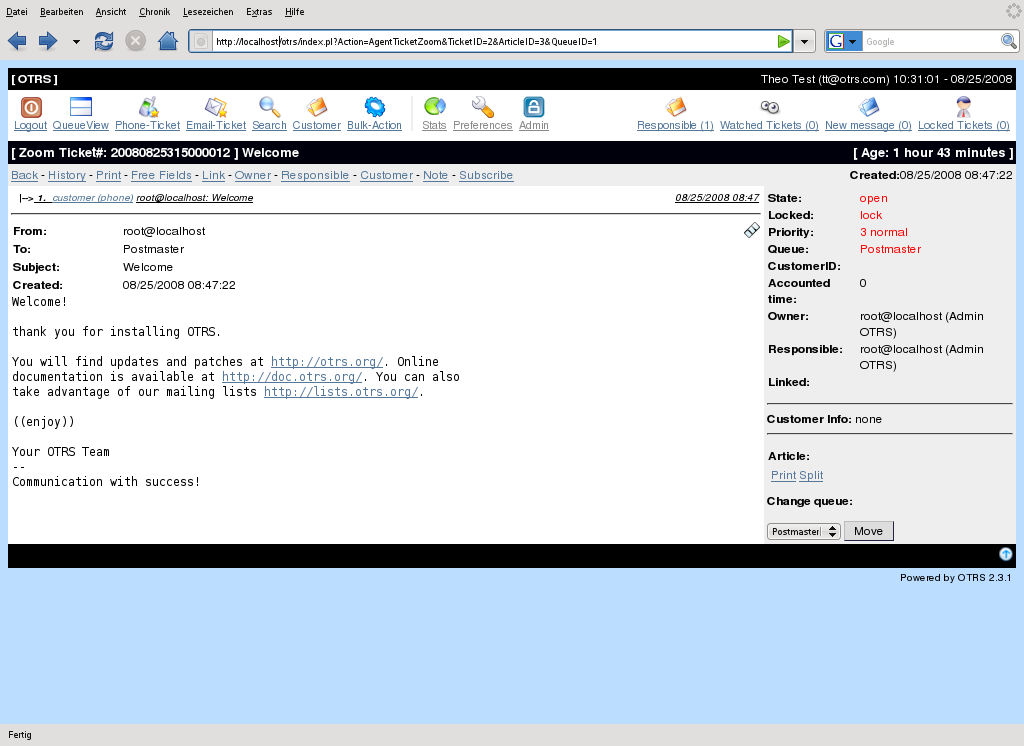 Datei Bearbeiten Ansicht Chronik Lesezeichen Extras Hilfe
http://localhost/otrs/index.pl?Action=AgentTicketZoom&TicketID=2&ArticleID=3&QueueID=1
G Google
[ OTRS ] Theo Test (tt@otrs.com) 10:31:01 - 08/25/2008
Logout QueueView Phone-Ticket Email-Ticket Search Customer Bulk-Action Stats Preferences Admin Responsible (1) Watched Tickets (0) New message (0) Locked Tickets (0)
[ Zoom Ticket#: 20080825315000012 ] Welcome [ Age: 1 hour 43 minutes ]
Back - History - Print - Free Fields - Link - Owner - Responsible - Customer - Note - Subscribe Created:08/25/2008 08:47:22
|--> 1. customer (phone) root@localhost: Welcome 08/25/2008 08:47
From: root@localhost
To: Postmaster
Subject: Welcome
Created: 08/25/2008 08:47:22
Welcome!
thank you for installing OTRS.
You will find updates and patches at http://otrs.org/. Online
documentation is available at http://doc.otrs.org/. You can also
take advantage of our mailing lists http://lists.otrs.org/.
((enjoy))
Your OTRS Team
--
Communication with success!
State: open
Locked: lock
Priority: 3 normal
Queue: Postmaster
CustomerID:
Accounted time: 0
Owner: root@localhost (Admin OTRS)
Responsible: root@localhost (Admin OTRS)
Linked:
Customer Info: none
Article:
Print Split
Change queue:
Postmaster Move
Powered by OTRS 2.3.1
Fertig